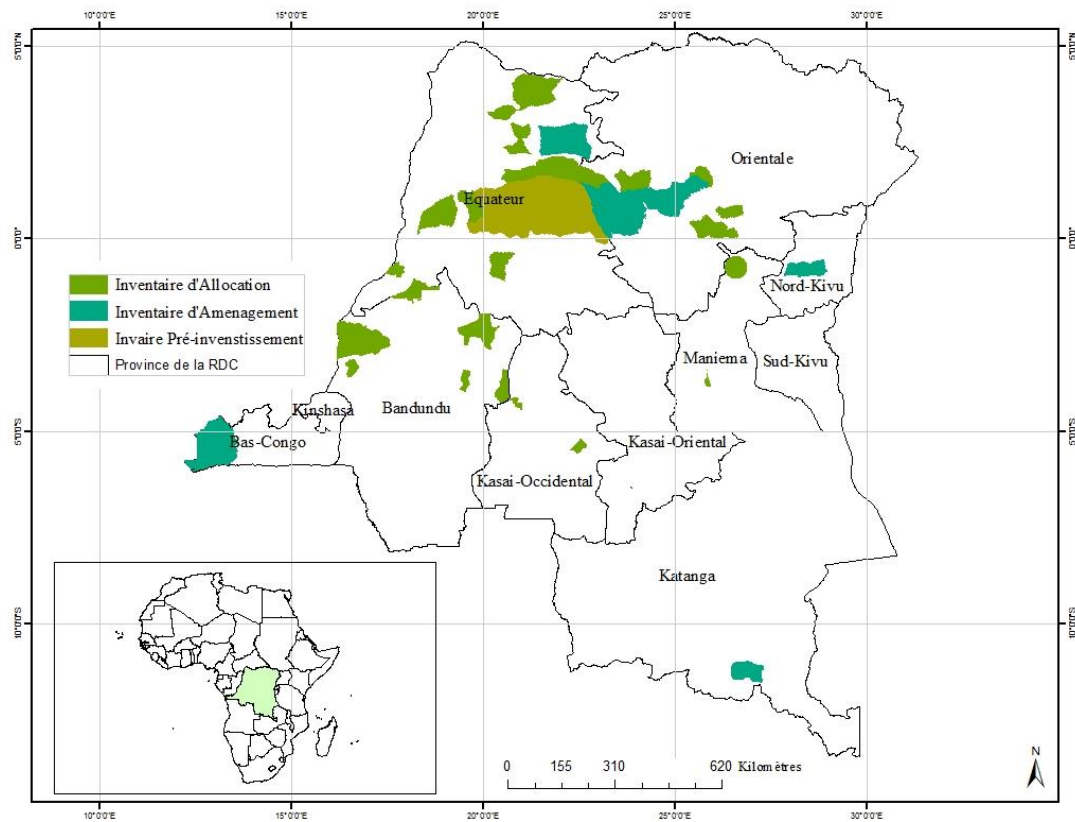 10°0'0"E 15°0'0"E 20°0'0"E 25°0'0"E 30°0'0"E
5°0'0"N 5°0'0"N
Orientale
Equateur
0°0'0" 0°0'0"
Inventaire d'Allocation
Inventaire d'Amenagement
Invaire Pré-invenstissement
Province de la RDC
Nord-Kivu
Maniema
Sud-Kivu
Kinshasa
Bandundu
Bas-Congo
Kasai-Oriental
5°0'0"S 5°0'0"S
Kasai-Occidental
Katanga
10°0'0"S 10°0'0"S
N
0 155 310 620 Kilomètres
10°0'0"E 15°0'0"E 20°0'0"E 25°0'0"E 30°0'0"E